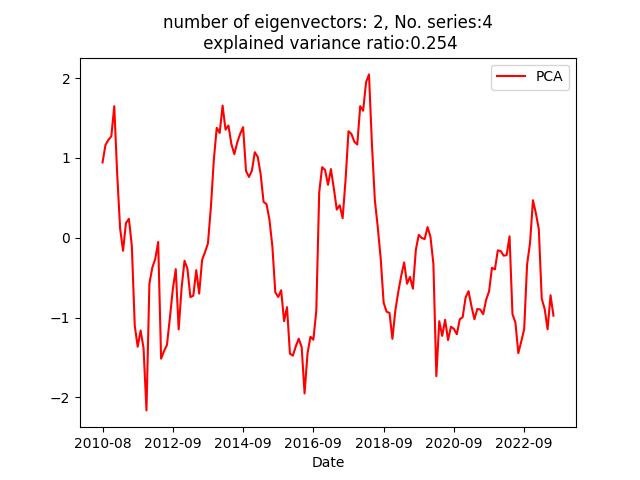 number of eigenvectors: 2, No. series:4
explained variance ratio:0.254
PCA
2
1
0
−1
−2
2010-08 2012-09 2014-09 2016-09 2018-09 2020-09 2022-09
Date